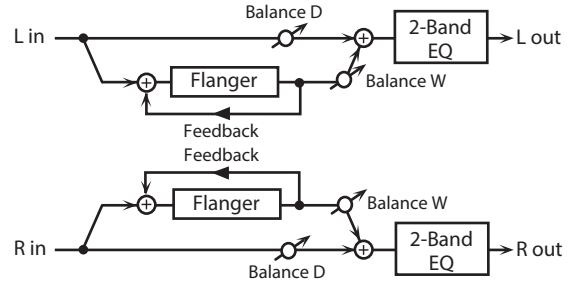 Balance D
L in
+
2-Band
EQ
L out
+
Flanger
Balance W
Feedback
Feedback
+
Flanger
Balance W
R in
+
2-Band
EQ
R out
Balance D